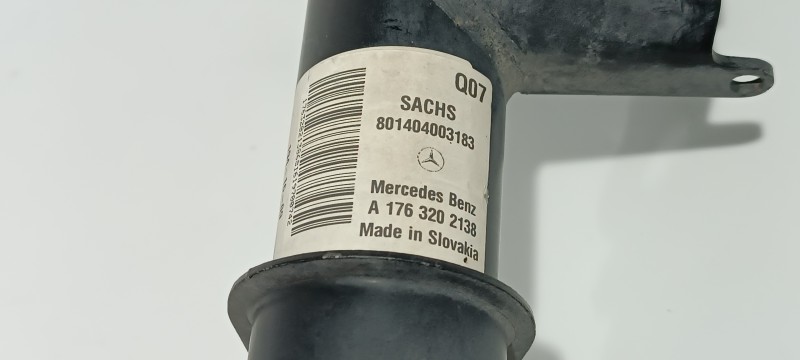 Q07
SACHS
801404003183
Mercedes Benz
A 176 320 2138
Made in Slovakia